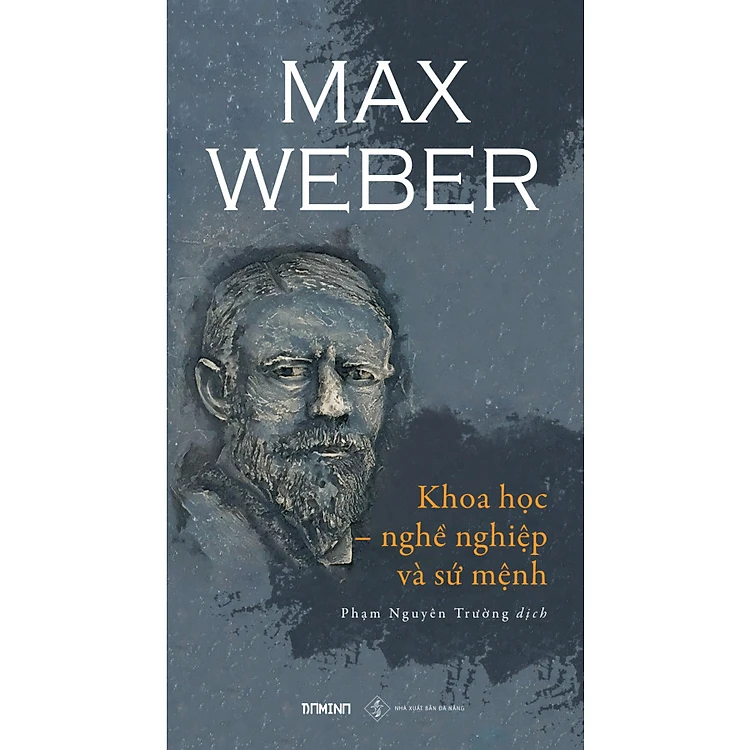 MAX
WEBER
Khoa học
– nghề nghiệp
và sứ mệnh
Phạm Nguyên Trường dịch
DOMINO
NHÀ XUẤT BẢN ĐÀ NẴNG